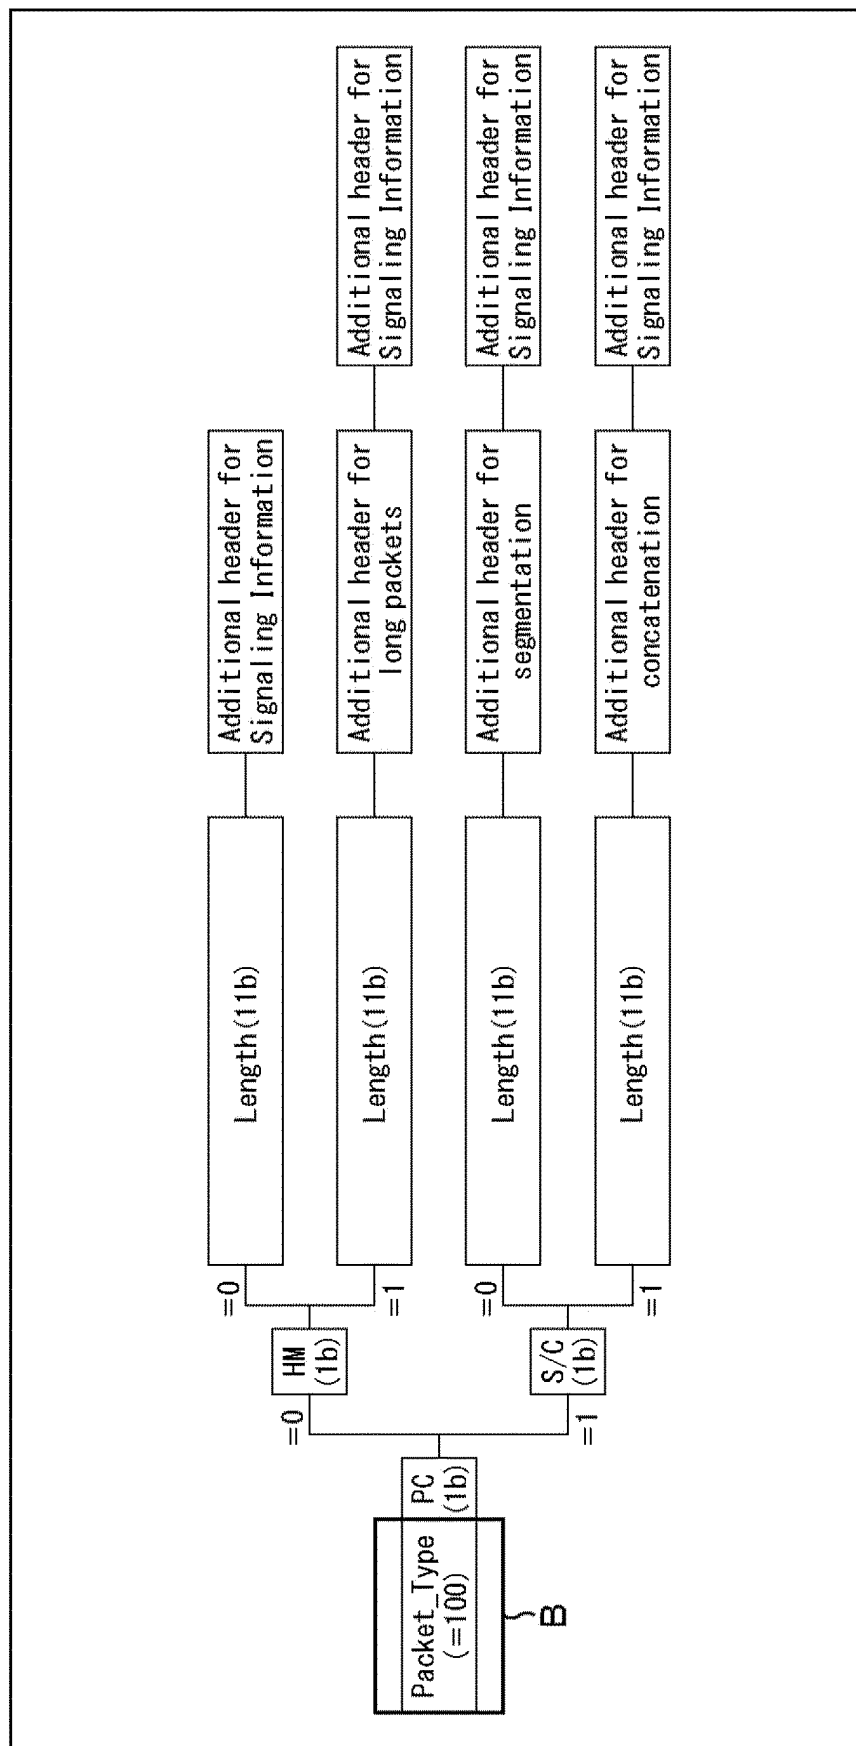 Packet_Type
(=100)
B
PC
(1b)
=0
=1
HM
(1b)
=0
=1
S/C
(1b)
=0
=1
Length(11b)
Additional header for
Signaling Information
Length(11b)
Additional header for
long packets
Additional header for
Signaling Information
Length(11b)
Additional header for
segmentation
Additional header for
Signaling Information
Length(11b)
Additional header for
concatenation
Additional header for
Signaling Information